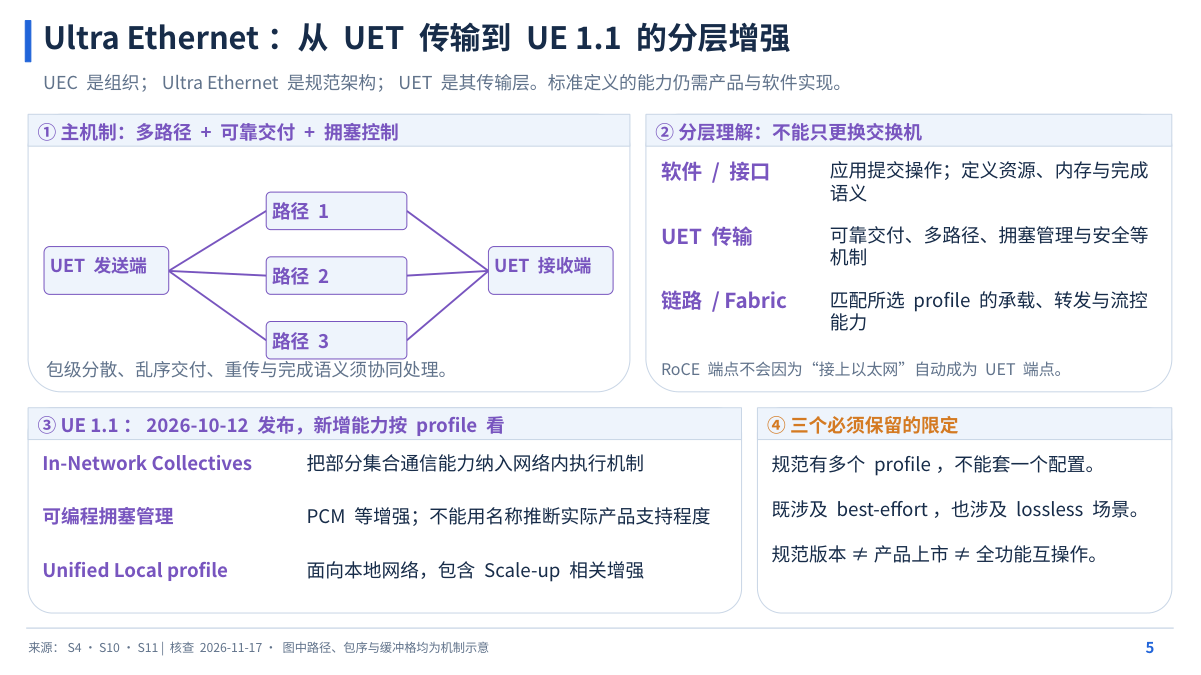 Ultra Ethernet： 从 UET 传输到 UE 1.1 的分层增强
UEC 是组织； Ultra Ethernet 是规范架构； UET 是其传输层。标准定义的能力仍需产品与软件实现。
① 主机制：多路径 + 可靠交付 + 拥塞控制
路径 1
UET 发送端
路径 2
UET 接收端
路径 3
包级分散、乱序交付、重传与完成语义须协同处理。
② 分层理解：不能只更换交换机
软件 / 接口
应用提交操作；定义资源、内存与完成
语义
UET 传输
可靠交付、多路径、拥塞管理与安全等
机制
链路 / Fabric
匹配所选 profile 的承载、转发与流控
能力
RoCE 端点不会因为“接上以太网”自动成为 UET 端点。
③ UE 1.1： 2026-10-12 发布，新增能力按 profile 看
In-Network Collectives
把部分集合通信能力纳入网络内执行机制
可编程拥塞管理
PCM 等增强；不能用名称推断实际产品支持程度
Unified Local profile
面向本地网络，包含 Scale-up 相关增强
④ 三个必须保留的限定
规范有多个 profile，不能套一个配置。
既涉及 best-effort，也涉及 lossless 场景。
规范版本 ≠ 产品上市 ≠ 全功能互操作。
来源： S4 · S10 · S11 | 核查 2026-11-17 · 图中路径、包序与缓冲格均为机制示意
5